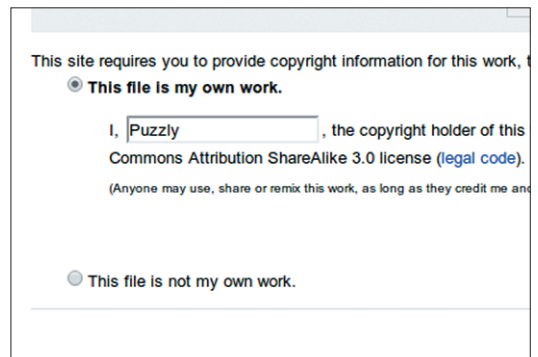 This site requires you to provide copyright information for this work, t
This file is my own work.
I, Puzzly , the copyright holder of this
Commons Attribution ShareAlike 3.0 license (legal code).
(Anyone may use, share or remix this work, as long as they credit me and
This file is not my own work.